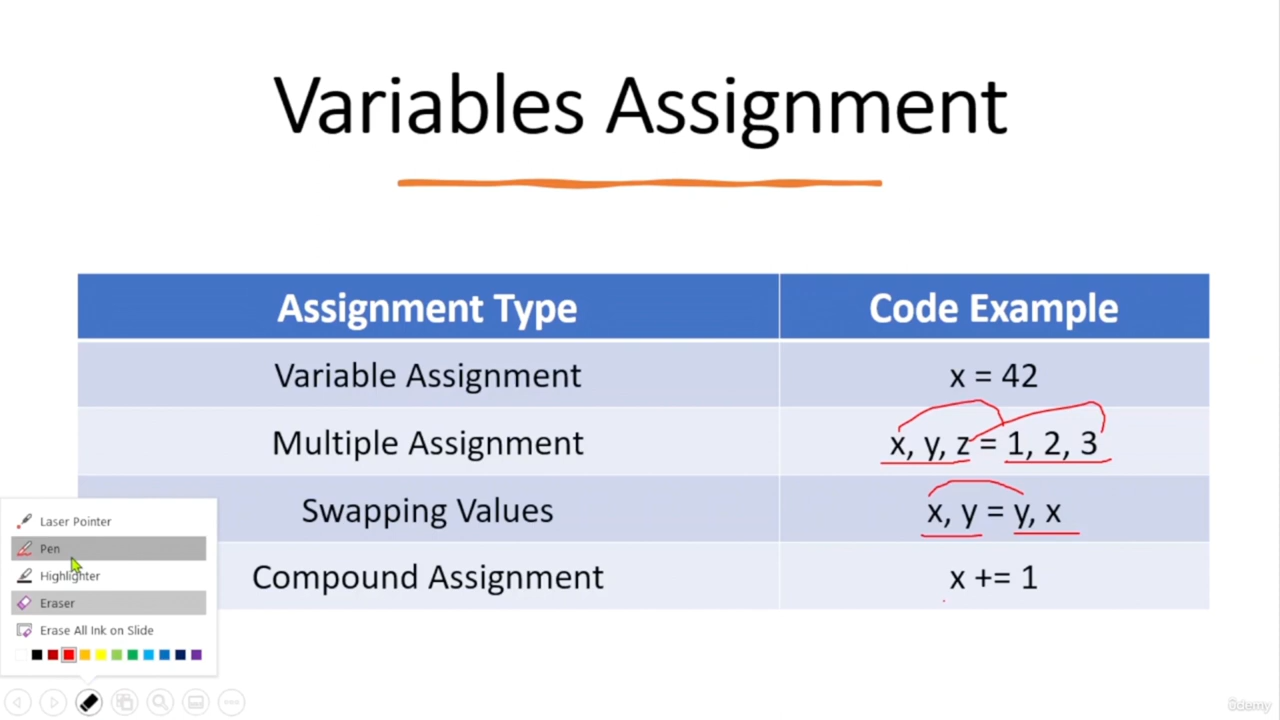 Variables Assignment
Assignment Type Code Example
Variable Assignment x = 42
Multiple Assignment x, y, z = 1, 2, 3
Swapping Values x, y = y, x
Compound Assignment x += 1
Laser Pointer
Pen
Highlighter
Eraser
Erase All Ink on Slide
ûdemy